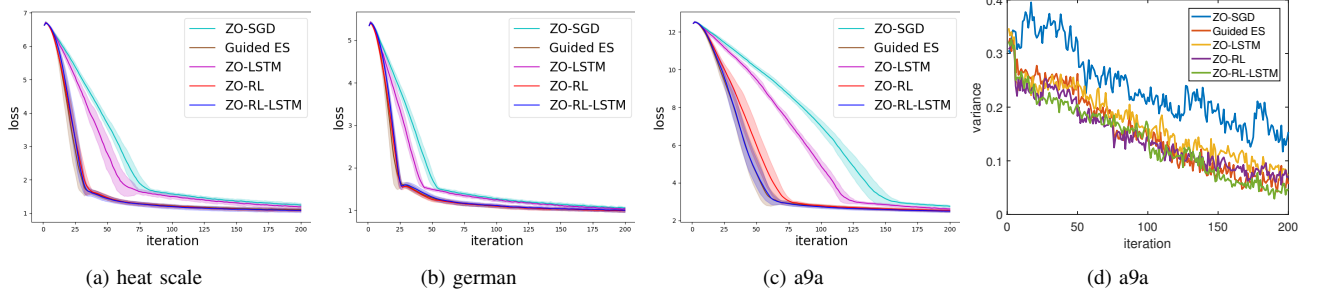 7
6
5
4
3
2
1
loss
ZO-SGD
Guided ES
ZO-LSTM
ZO-RL
ZO-RL-LSTM
0 25 50 75 100 125 150 175 200
iteration
(a) heat scale
5
4
3
2
1
loss
ZO-SGD
Guided ES
ZO-LSTM
ZO-RL
ZO-RL-LSTM
0 25 50 75 100 125 150 175 200
iteration
(b) german
12
10
8
6
4
2
loss
ZO-SGD
Guided ES
ZO-LSTM
ZO-RL
ZO-RL-LSTM
0 25 50 75 100 125 150 175 200
iteration
(c) a9a
0.4
0.3
0.2
0.1
0
variance
ZO-SGD
Guided ES
ZO-LSTM
ZO-RL
ZO-RL-LSTM
0 50 100 150 200
iteration
(d) a9a